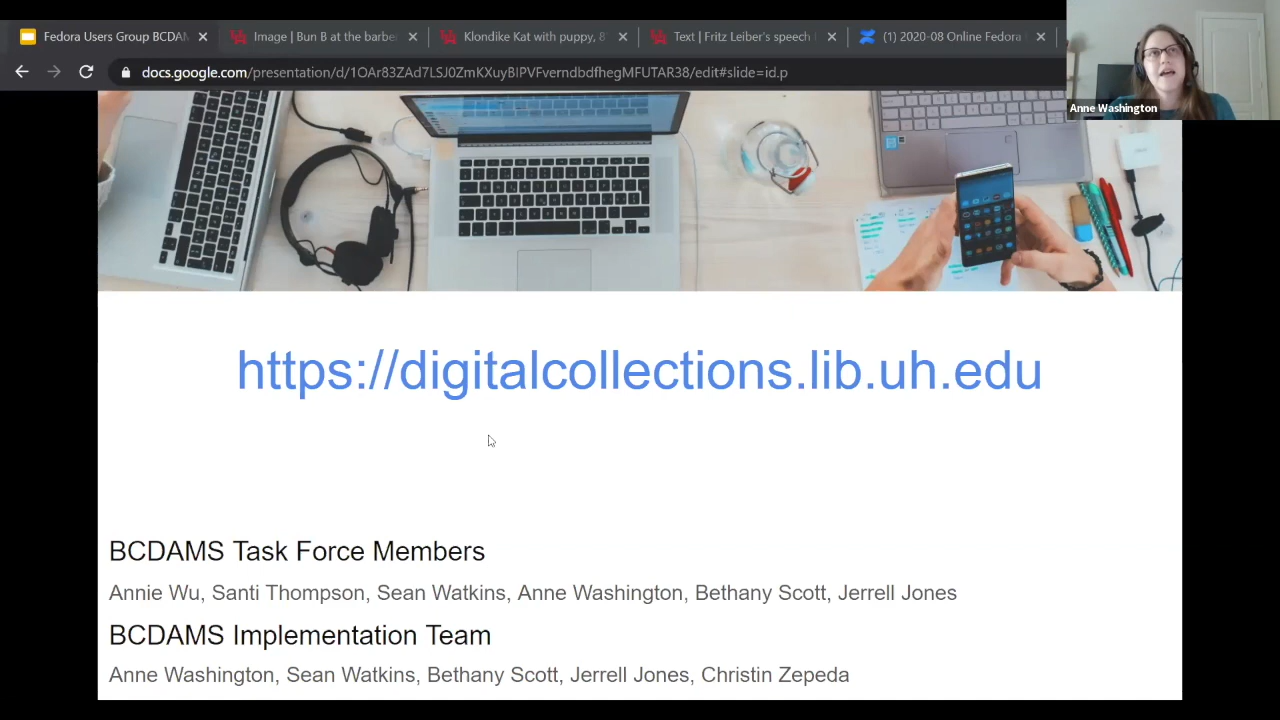 Fedora Users Group BCDAM
Image | Bun B at the barbe
Klondike Kat with puppy, 8
Text | Fritz Leiber's speech
(1) 2020-08 Online Fedora
docs.google.com/presentation/d/1OAr83ZAd7LSJ0ZmKXuyBIPVFverndbdfhegMFUTAR38/edit#slide=id.p
Anne Washington
https://digitalcollections.lib.uh.edu
BCDAMS Task Force Members
Annie Wu, Santi Thompson, Sean Watkins, Anne Washington, Bethany Scott, Jerrell Jones
BCDAMS Implementation Team
Anne Washington, Sean Watkins, Bethany Scott, Jerrell Jones, Christin Zepeda